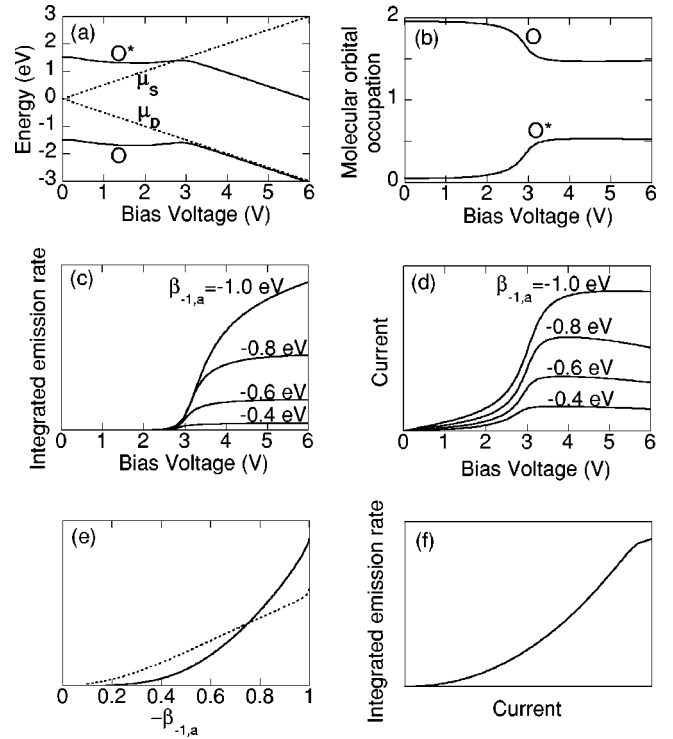 (a)
3
2
1
0
-1
-2
-3
Energy (eV)
O*
μS
μD
O
0 1 2 3 4 5 6
Bias Voltage (V)
(b)
2
1
0
Molecular orbital
occupation
O
O*
0 1 2 3 4 5 6
Bias Voltage (V)
(c)
Integrated emission rate
β-1,a=-1.0 eV
-0.8 eV
-0.6 eV
-0.4 eV
0 1 2 3 4 5 6
Bias Voltage (V)
(d)
Current
β-1,a=-1.0 eV
-0.8 eV
-0.6 eV
-0.4 eV
0 1 2 3 4 5 6
Bias Voltage (V)
(e)
0 0.2 0.4 0.6 0.8 1
-β-1,a
(f)
Integrated emission rate
Current